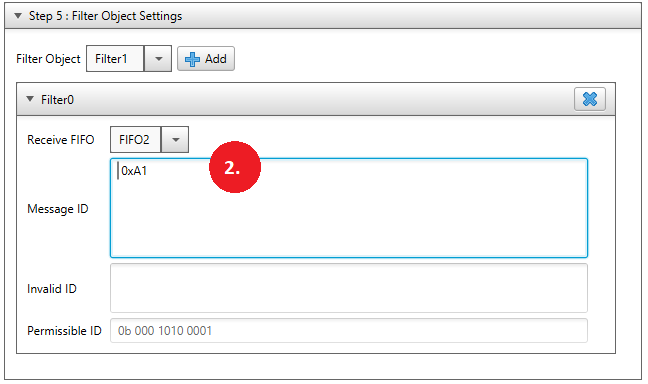 Step 5 : Filter Object Settings
Filter Object Filter1 Add
Filter0
Receive FIFO FIFO2
2.
Message ID 0xA1
Invalid ID
Permissible ID 0b 000 1010 0001